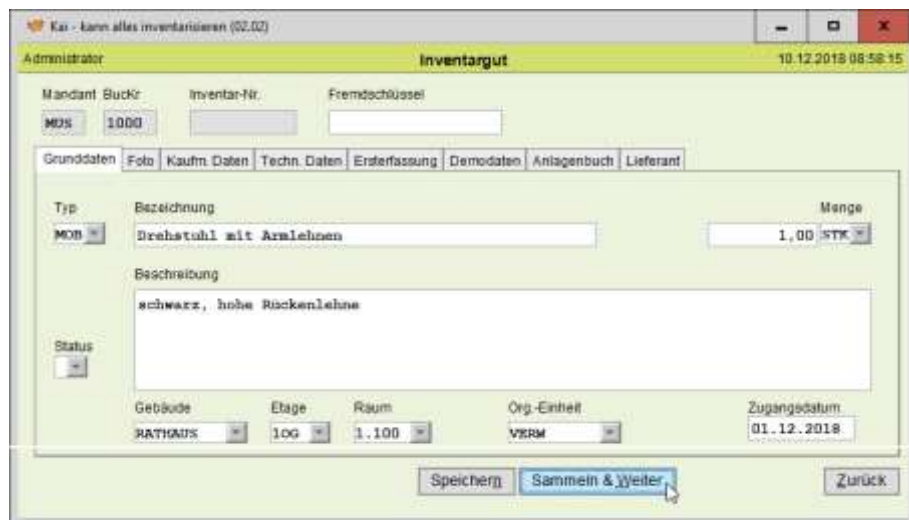 Kai - kann alles inventarisieren (02.02)
Administrator Inventargut 10.12.2018 08:58:15
Mandant BucKr Inventar-Nr. Fremdschlüssel
MOS 1000
Grunddaten Foto Kaufm. Daten Techn. Daten Ersterfassung Demodaten Anlagenbuch Lieferant
Typ Bezeichnung Menge
MOB Drehstuhl mit Armlehnen 1,00 STK
Beschreibung
schwarz, hohe Rückenlehne
Status
Gebäude Etage Raum Org.-Einheit Zugangsdatum
RATHAUS 1OG 1.100 VERW 01.12.2018
Speichern Sammeln & Weiter Zurück